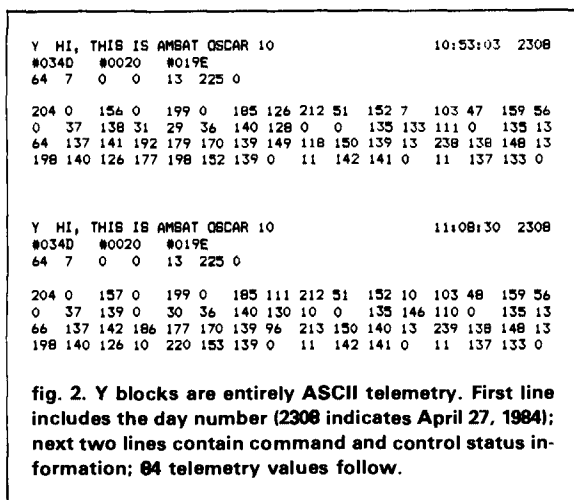 Y HI, THIS IS AMSAT OSCAR 10 10:53:03 2308
#034D #0020 #019E
64 7 0 0 13 225 0
204 0 156 0 199 0 185 126 212 51 152 7 103 47 159 56
0 37 138 31 29 36 140 128 0 0 135 133 111 0 135 13
64 137 141 192 179 170 139 149 118 150 139 13 238 138 148 13
198 140 126 177 198 152 139 0 11 142 141 0 11 137 133 0
Y HI, THIS IS AMSAT OSCAR 10 11:08:30 2308
#034D #0020 #019E
64 7 0 0 13 225 0
204 0 157 0 199 0 185 111 212 51 152 10 103 48 159 56
0 37 139 0 30 36 140 130 10 0 135 146 110 0 135 13
66 137 142 186 177 170 139 96 213 150 140 13 239 138 148 13
198 140 126 10 220 153 139 0 11 142 141 0 11 137 133 0
fig. 2. Y blocks are entirely ASCII telemetry. First line
includes the day number (2308 indicates April 27, 1984);
next two lines contain command and control status in-
formation; 64 telemetry values follow.